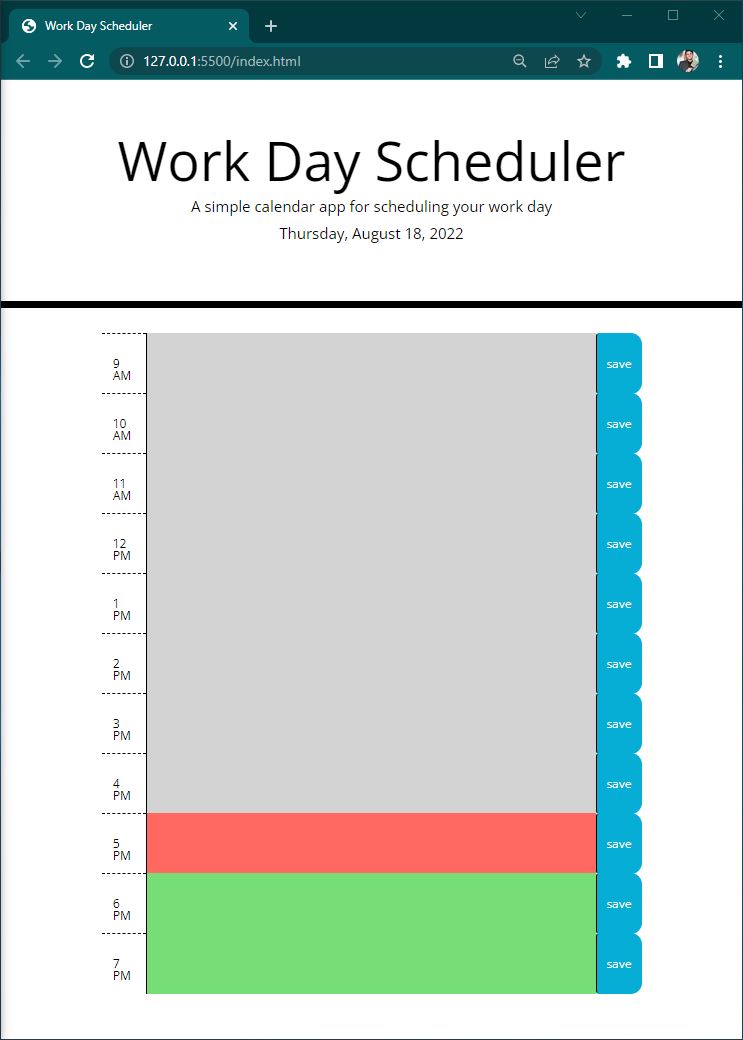 Work Day Scheduler
127.0.0.1:5500/index.html
Work Day Scheduler
A simple calendar app for scheduling your work day
Thursday, August 18, 2022
9
AM
save
10
AM
save
11
AM
save
12
PM
save
1
PM
save
2
PM
save
3
PM
save
4
PM
save
5
PM
save
6
PM
save
7
PM
save